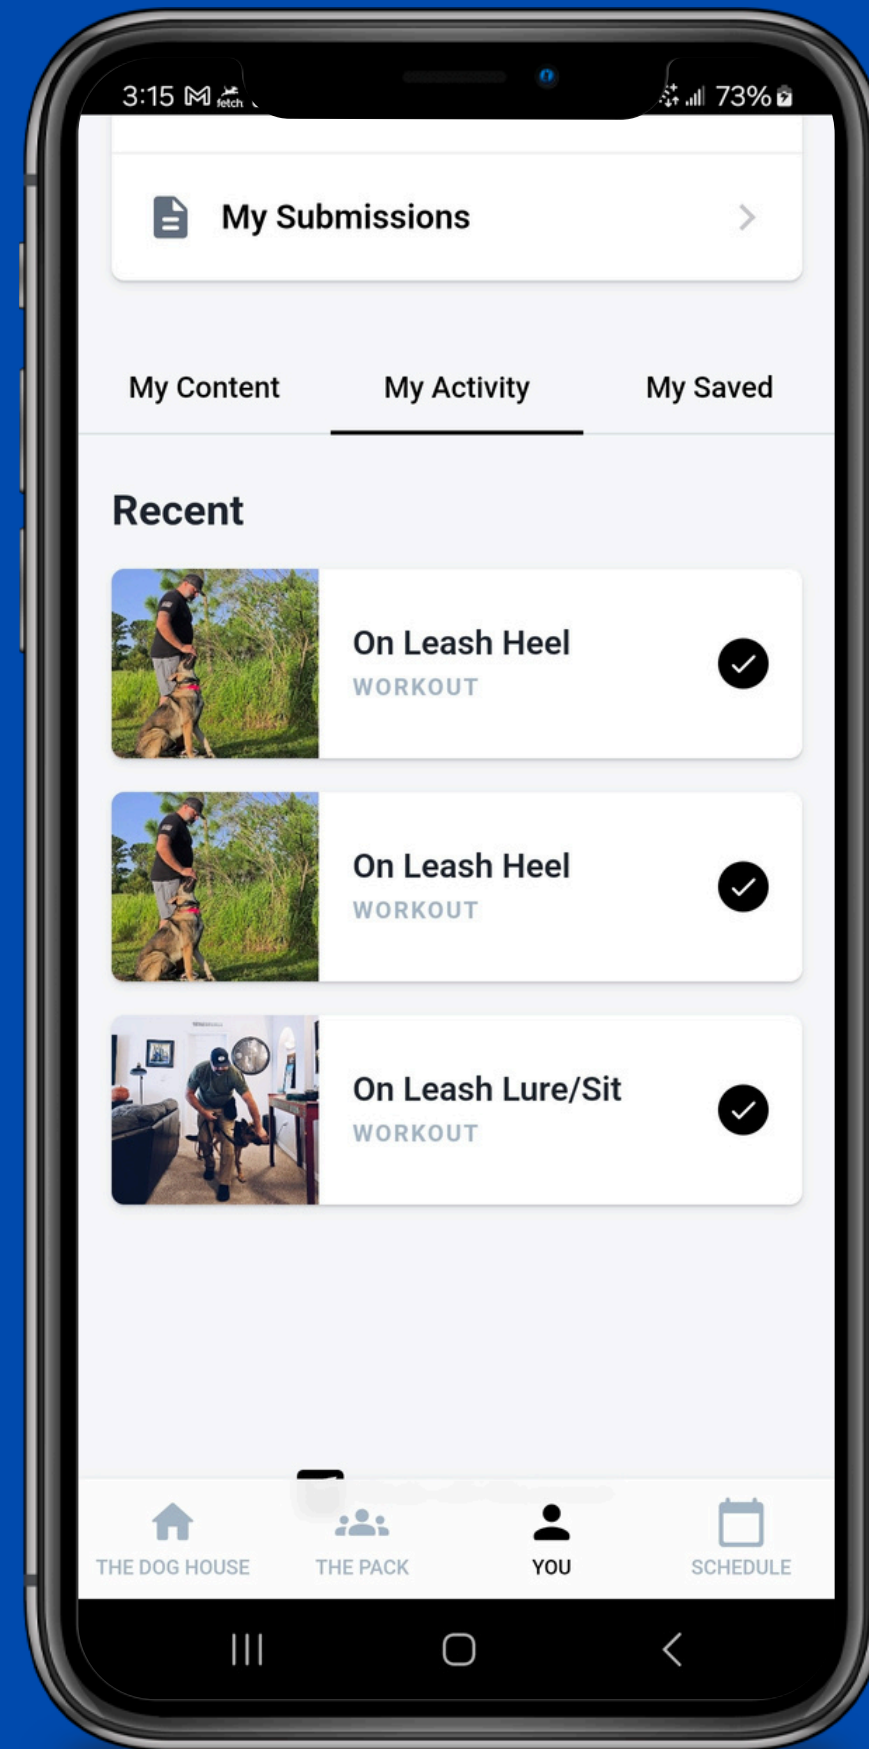 3:15 fetch 73%
My Submissions
My Content My Activity My Saved
Recent
On Leash Heel
WORKOUT
On Leash Heel
WORKOUT
On Leash Lure/Sit
WORKOUT
THE DOG HOUSE THE PACK YOU SCHEDULE